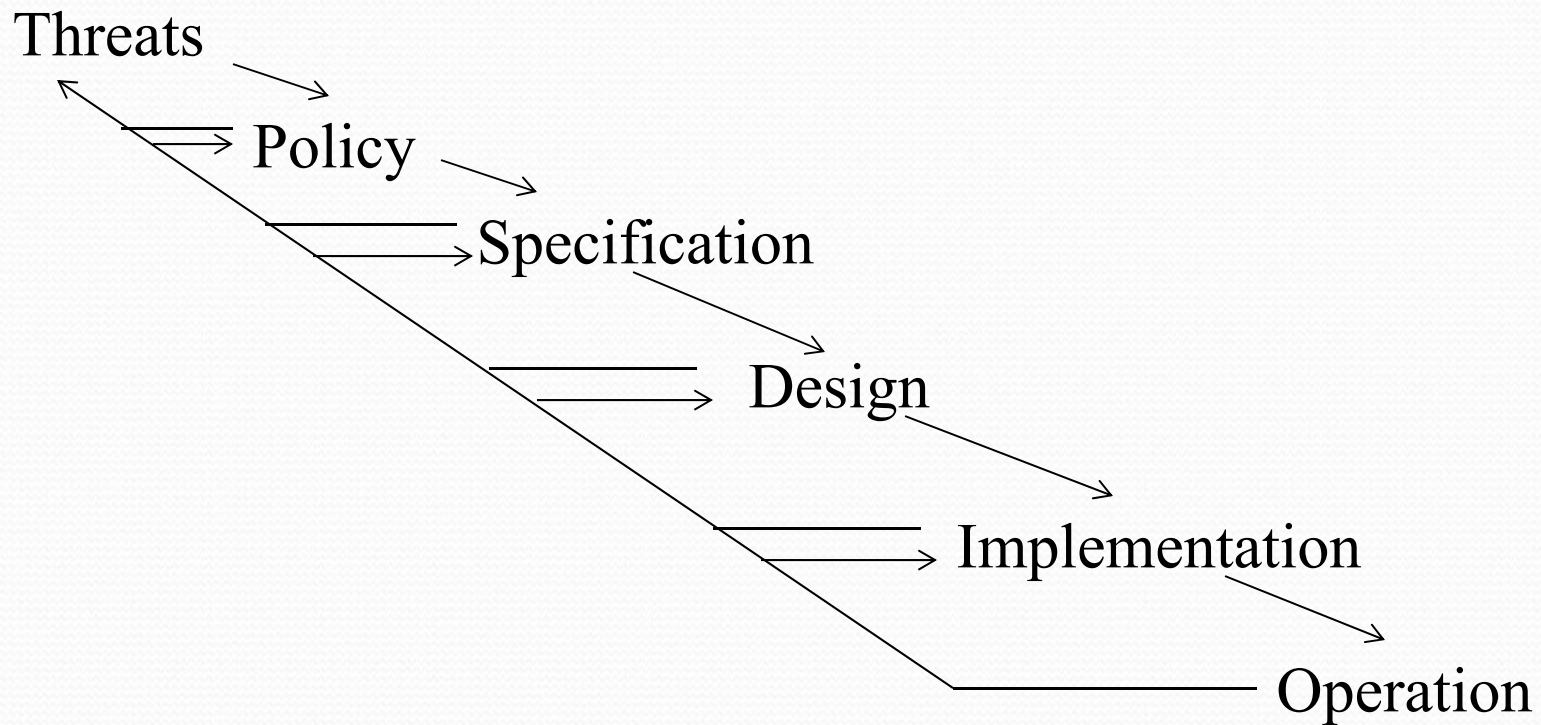 Threats
Policy
Specification
Design
Implementation
Operation